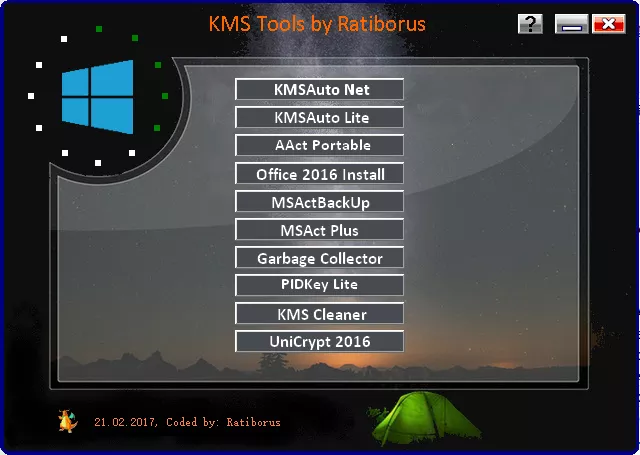 KMS Tools by Ratiborus
?
KMSAuto Net
KMSAuto Lite
AAct Portable
Office 2016 Install
MSActBackUp
MSAct Plus
Garbage Collector
PIDKey Lite
KMS Cleaner
UniCrypt 2016
21.02.2017, Coded by: Ratiborus